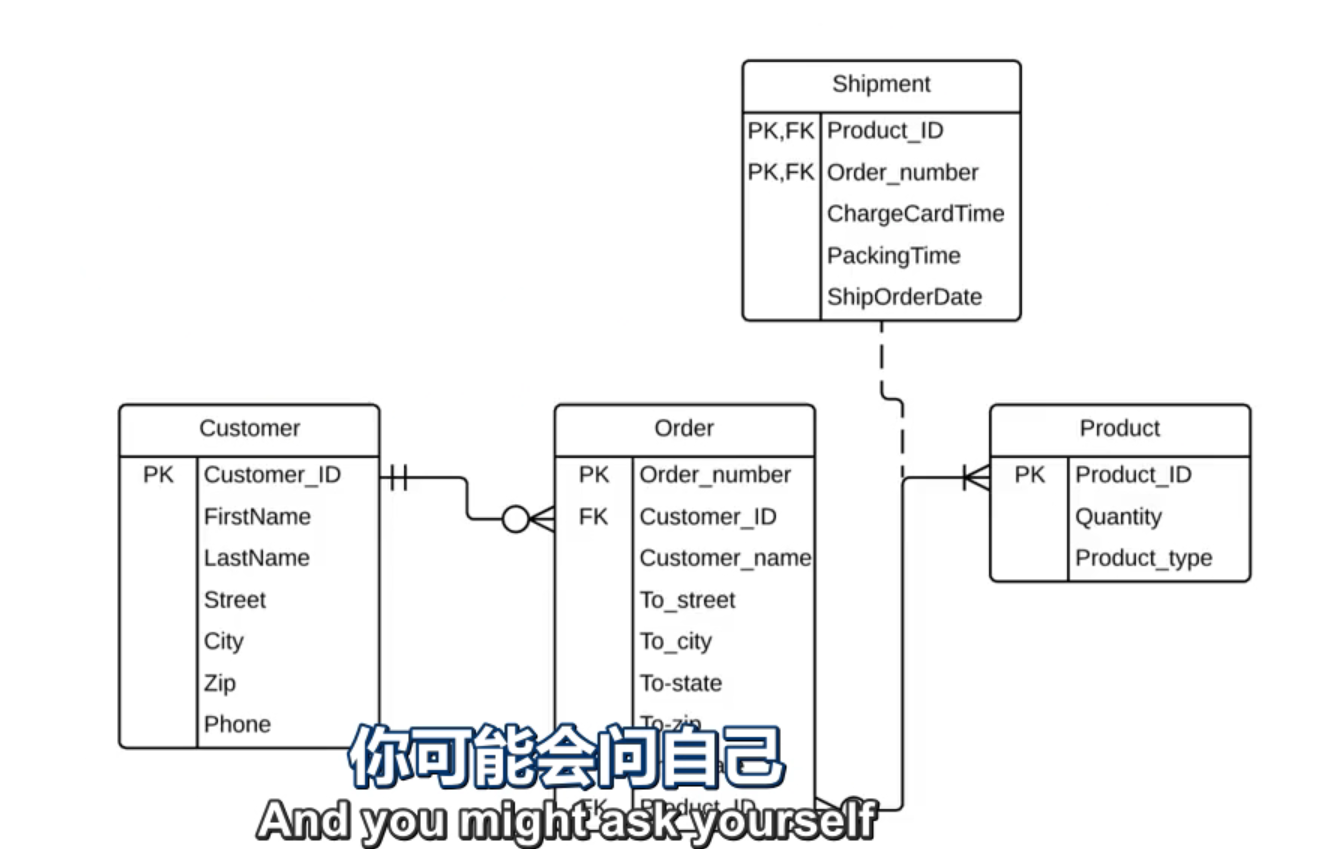 Shipment
PK,FK Product_ID
PK,FK Order_number
ChargeCardTime
PackingTime
ShipOrderDate
Customer
PK Customer_ID
FirstName
LastName
Street
City
Zip
Phone
Order
PK Order_number
FK Customer_ID
Customer_name
To_street
To_city
To-state
To-zip
FK Product_ID
Product
PK Product_ID
Quantity
Product_type
你可能会问自己
And you might ask yourself